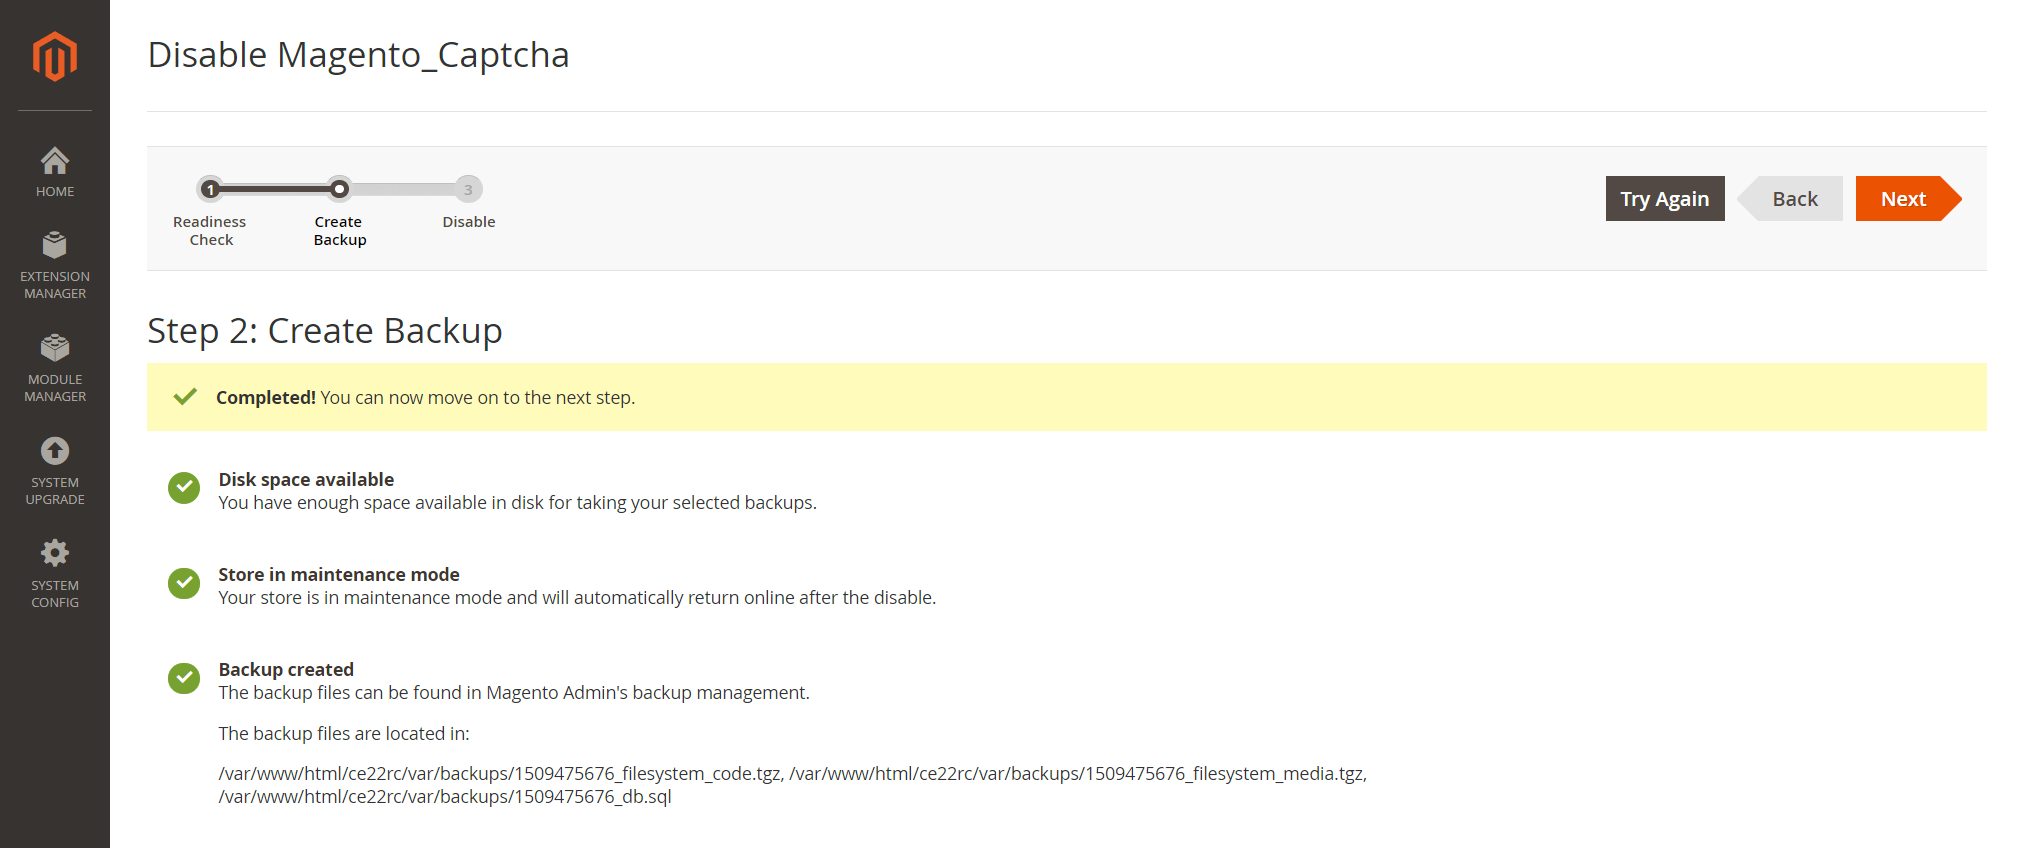 Disable Magento_Captcha
HOME
EXTENSION
MANAGER
MODULE
MANAGER
SYSTEM
UPGRADE
SYSTEM
CONFIG
1
3
Readiness
Check
Create
Backup
Disable
Try Again
Back
Next
Step 2: Create Backup
Completed! You can now move on to the next step.
Disk space available
You have enough space available in disk for taking your selected backups.
Store in maintenance mode
Your store is in maintenance mode and will automatically return online after the disable.
Backup created
The backup files can be found in Magento Admin's backup management.
The backup files are located in:
/var/www/html/ce22rc/var/backups/1509475676_filesystem_code.tgz, /var/www/html/ce22rc/var/backups/1509475676_filesystem_media.tgz,
/var/www/html/ce22rc/var/backups/1509475676_db.sql